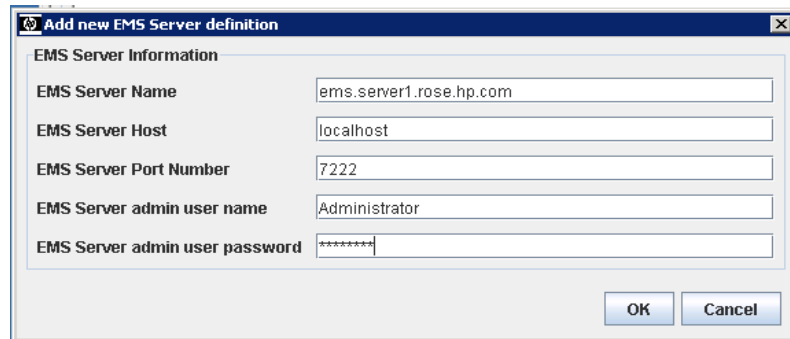 Add new EMS Server definition
EMS Server Information
EMS Server Name ems.server1.rose.hp.com
EMS Server Host localhost
EMS Server Port Number 7222
EMS Server admin user name Administrator
EMS Server admin user password ********
OK Cancel